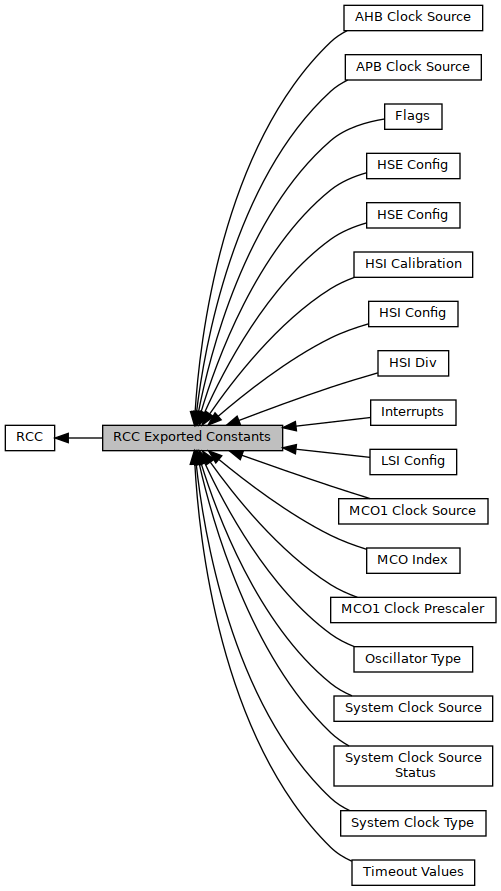 AHB Clock Source
APB Clock Source
Flags
HSE Config
HSE Config
HSI Calibration
HSI Config
HSI Div
Interrupts
RCC
RCC Exported Constants
LSI Config
MCO1 Clock Source
MCO Index
MCO1 Clock Prescaler
Oscillator Type
System Clock Source
System Clock Source
Status
System Clock Type
Timeout Values